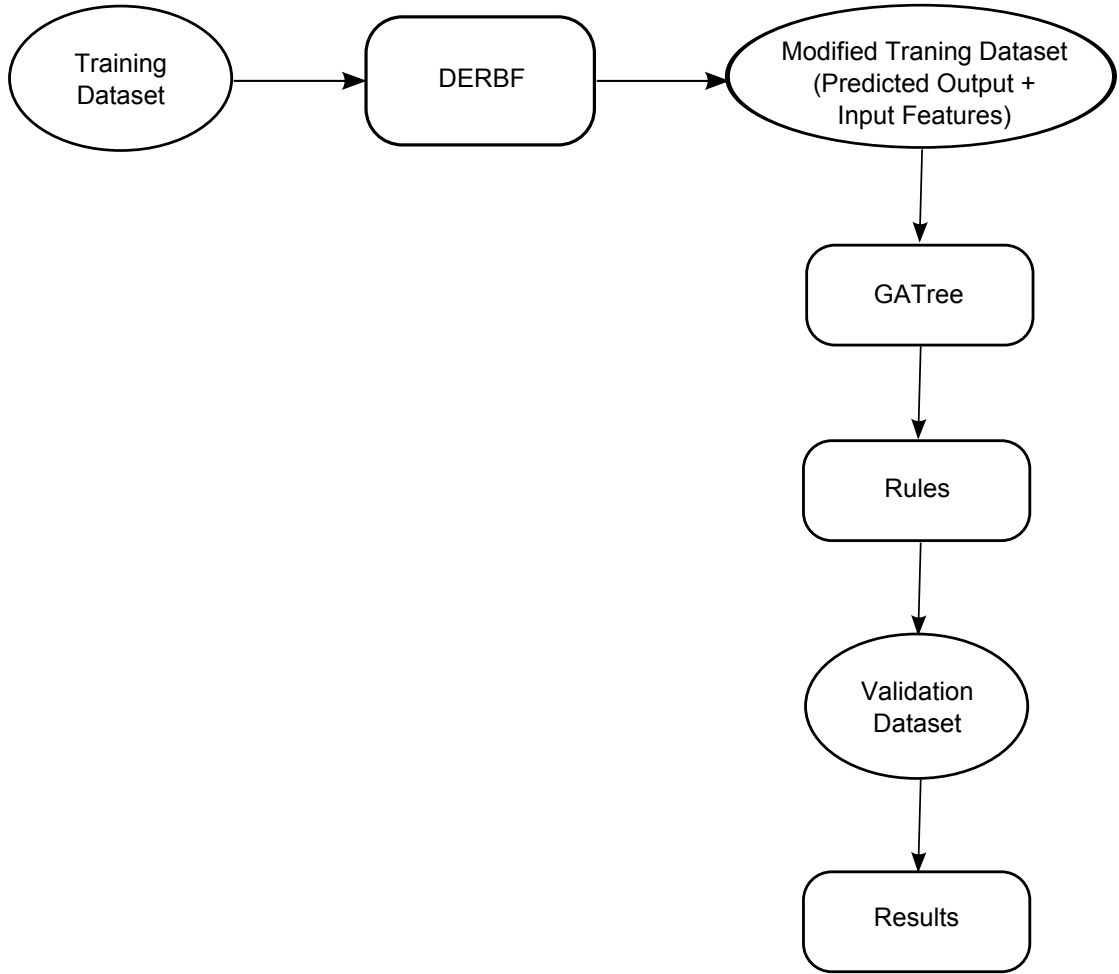 Training
Dataset
DERBF
Modified Traning Dataset
(Predicted Output +
Input Features)
GATree
Rules
Validation
Dataset
Results